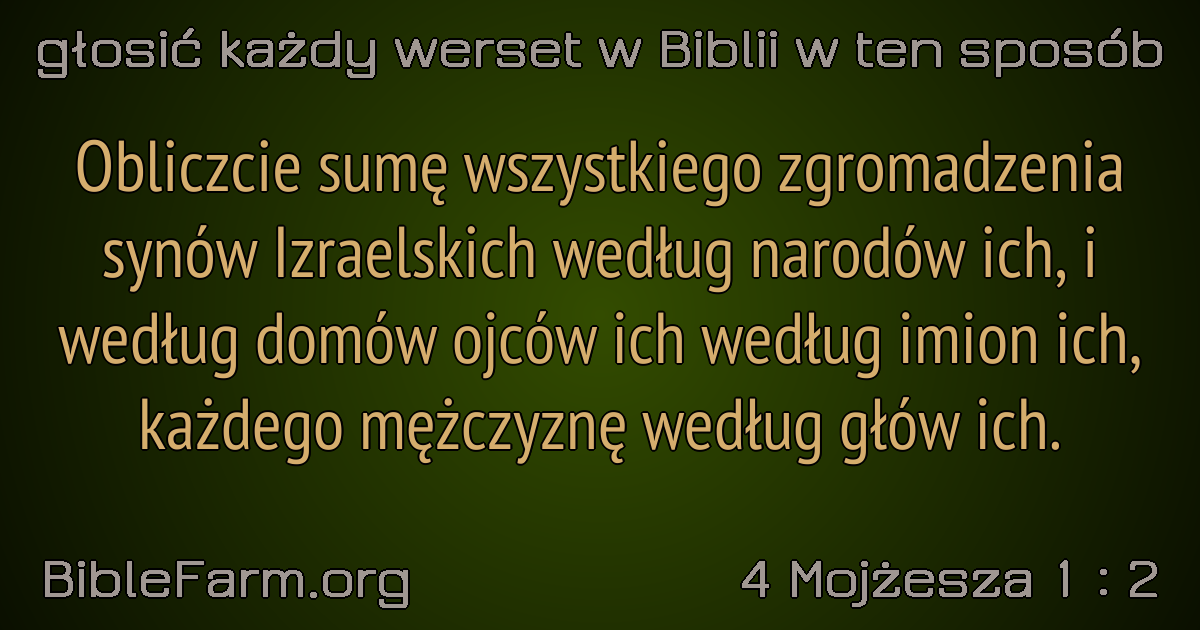 głosić każdy werset w Biblii w ten sposób
Obliczcie sumę wszystkiego zgromadzenia
synów Izraelskich według narodów ich, i
według domów ojców ich według imion ich,
każdego mężczyznę według głów ich.
BibleFarm.org
4 Mojżesza 1 : 2